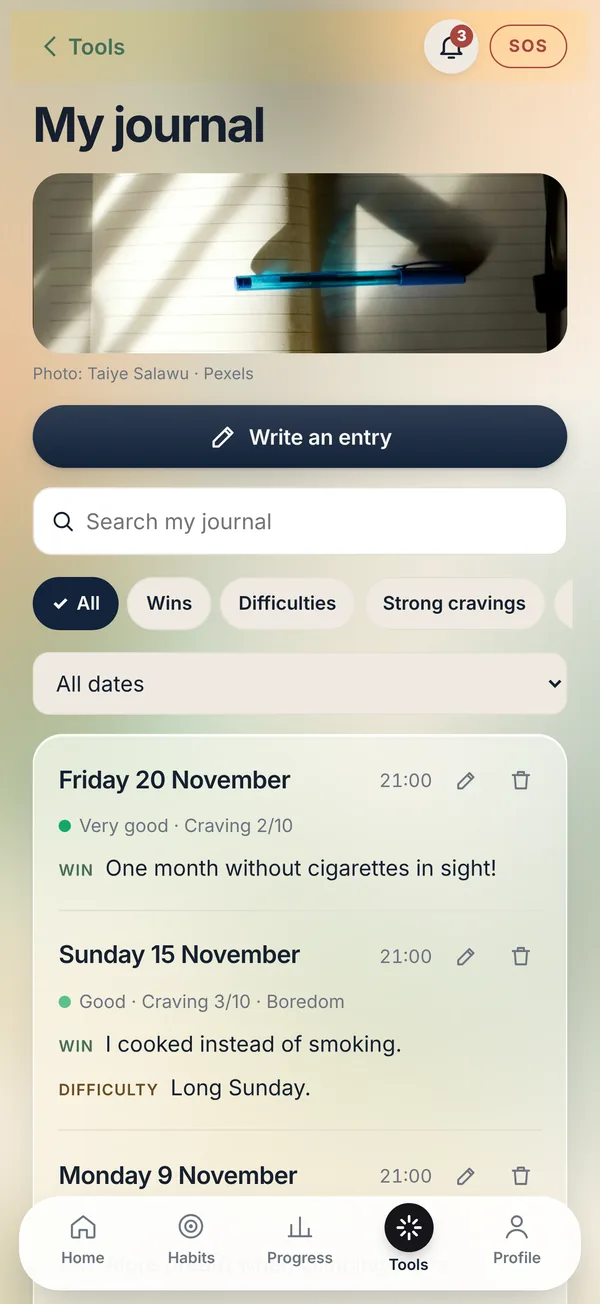 Tools
3
SOS
My journal
Photo: Taiye Salawu · Pexels
Write an entry
Search my journal
All
Wins
Difficulties
Strong cravings
All dates
Friday 20 November 21:00
Very good · Craving 2/10
WIN One month without cigarettes in sight!
Sunday 15 November 21:00
Good · Craving 3/10 · Boredom
WIN I cooked instead of smoking.
DIFFICULTY Long Sunday.
Monday 9 November 21:00
Home
Habits
Progress
Tools
Profile